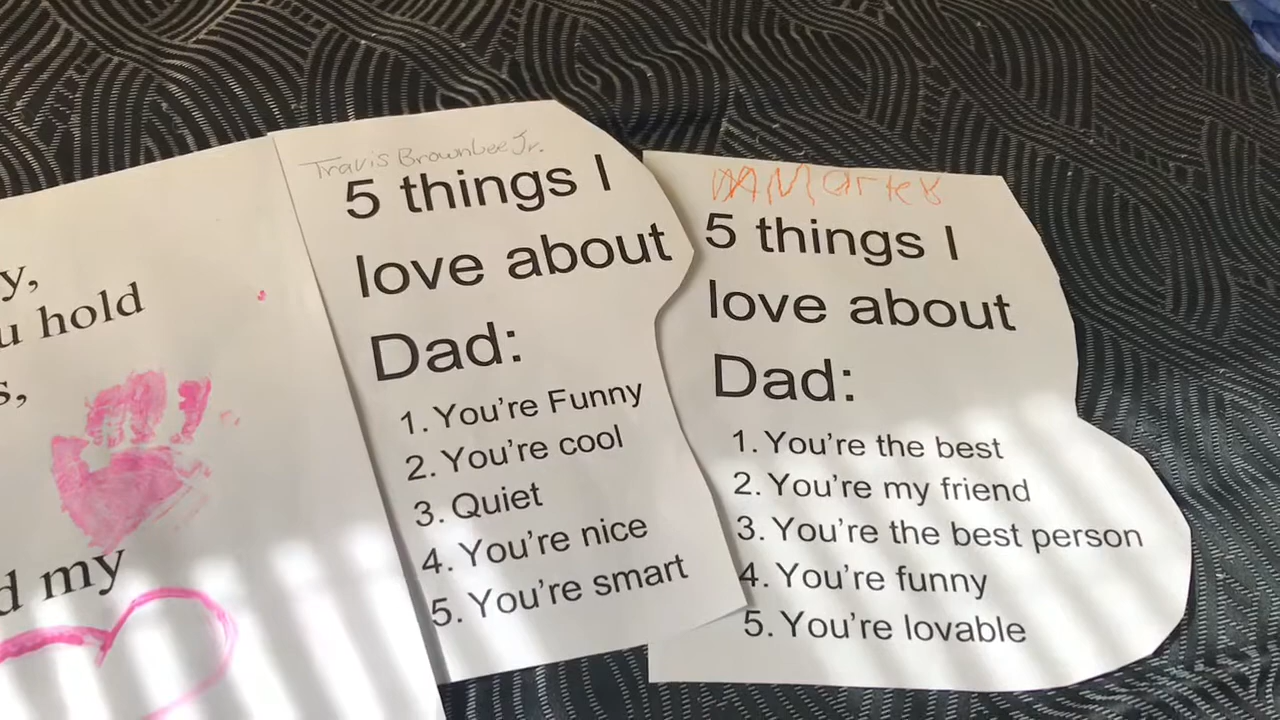 y,
u hold
s,
d my
Travis Brownlee Jr.
5 things I
love about
Dad:
1. You're Funny
2. You're cool
3. Quiet
4. You're nice
5. You're smart
5 things I
love about
Dad:
1. You're the best
2. You're my friend
3. You're the best person
4. You're funny
5. You're lovable